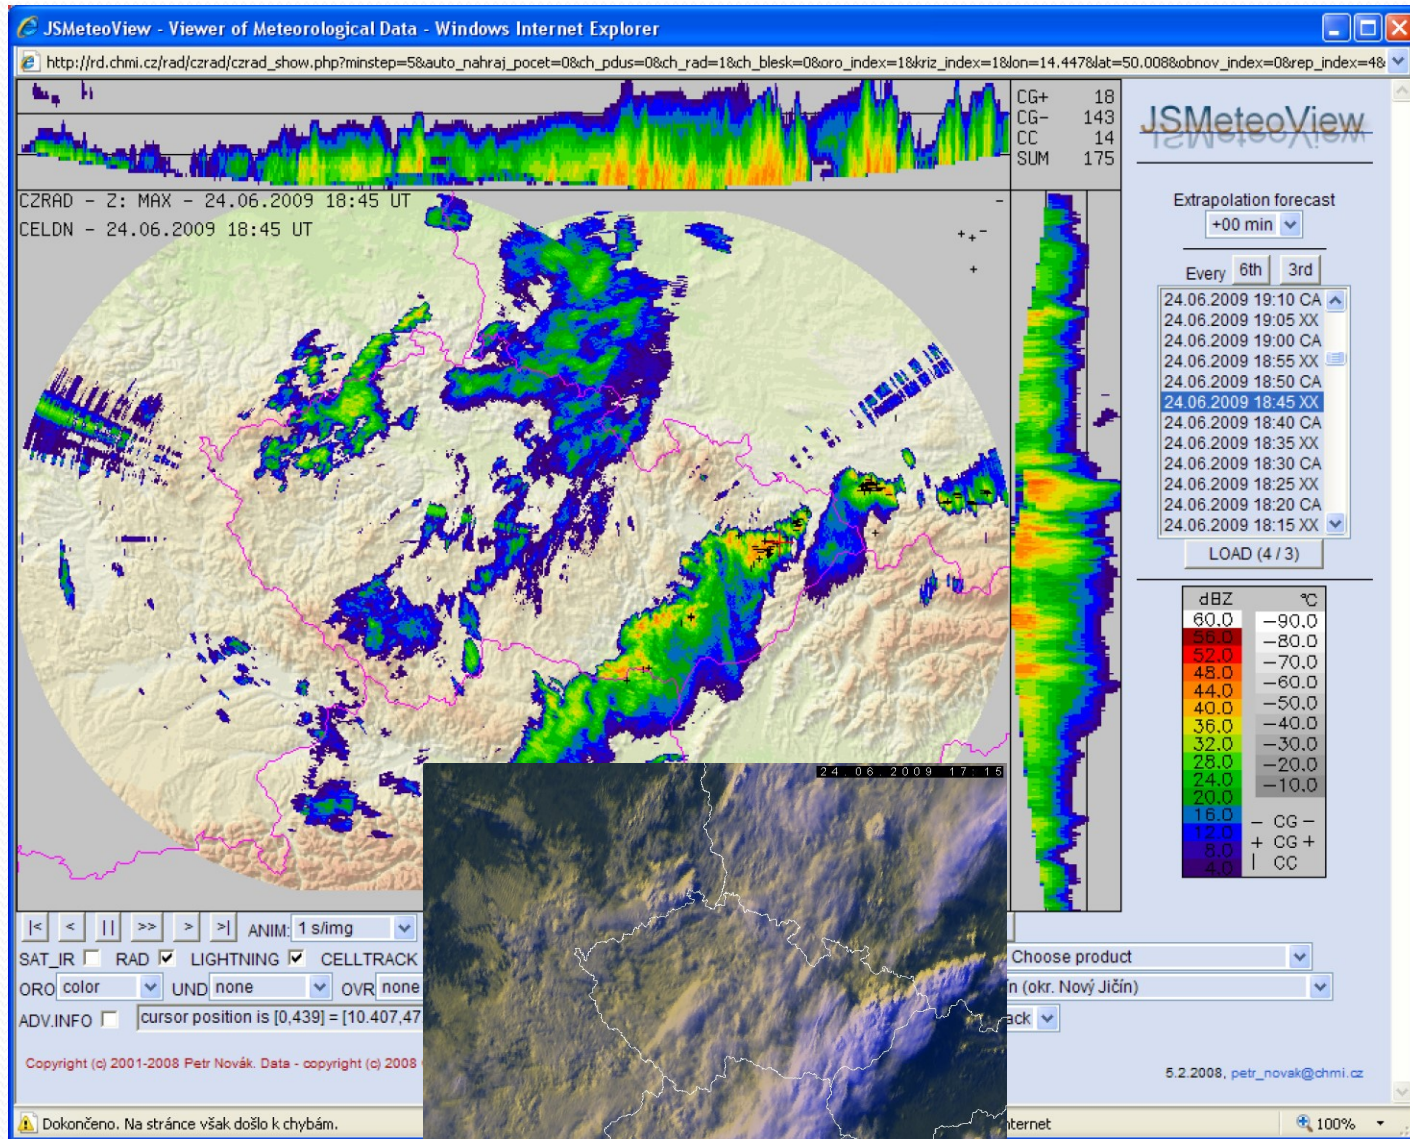 JSMeteoView - Viewer of Meteorological Data - Windows Internet Explorer
http://rd.chmi.cz/rad/czrad/czrad_show.php?minstep=5&auto_nahraj_pocet=0&ch_pdus=0&ch_rad=1&ch_blesk=0&oro_index=1&kriz_index=1&lon=14.447&lat=50.008&obnov_index=0&rep_index=4&
CG+ 18
CG- 143
CC 14
SUM 175
JSMeteoView
CZRAD - Z: MAX - 24.06.2009 18:45 UT
CELDN - 24.06.2009 18:45 UT
Extrapolation forecast
+00 min
Every 6th 3rd
24.06.2009 19:10 CA
24.06.2009 19:05 XX
24.06.2009 19:00 CA
24.06.2009 18:55 XX
24.06.2009 18:50 CA
24.06.2009 18:45 XX
24.06.2009 18:40 CA
24.06.2009 18:35 XX
24.06.2009 18:30 CA
24.06.2009 18:25 XX
24.06.2009 18:20 CA
24.06.2009 18:15 XX
LOAD (4 / 3)
dBZ °C
60.0 -90.0
56.0 -80.0
52.0 -70.0
48.0 -60.0
44.0 -50.0
40.0 -40.0
36.0 -30.0
32.0 -20.0
28.0 -10.0
24.0
20.0
16.0 - CG -
12.0 + CG +
8.0 | CC
4.0
24.06.2009 17:15
|< < || >> > >| ANIM: 1 s/img
SAT_IR RAD LIGHTNING CELLTRACK
Choose product
ORO color UND none OVR none
ín (okr. Nový Jičín)
ADV.INFO cursor position is [0,439] = [10.407,47
ack
Copyright (c) 2001-2008 Petr Novák. Data - copyright (c) 2008
5.2.2008, petr_novak@chmi.cz
Dokončeno. Na stránce však došlo k chybám.
nternet
100%